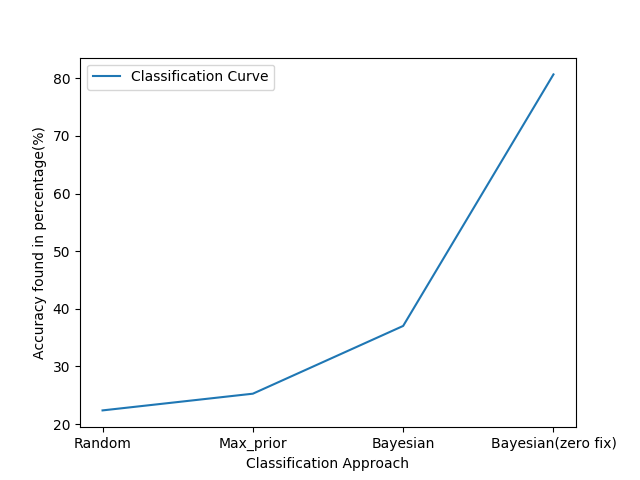 Classification Curve
Accuracy found in percentage(%)
80
70
60
50
40
30
20
Random Max_prior Bayesian Bayesian(zero fix)
Classification Approach